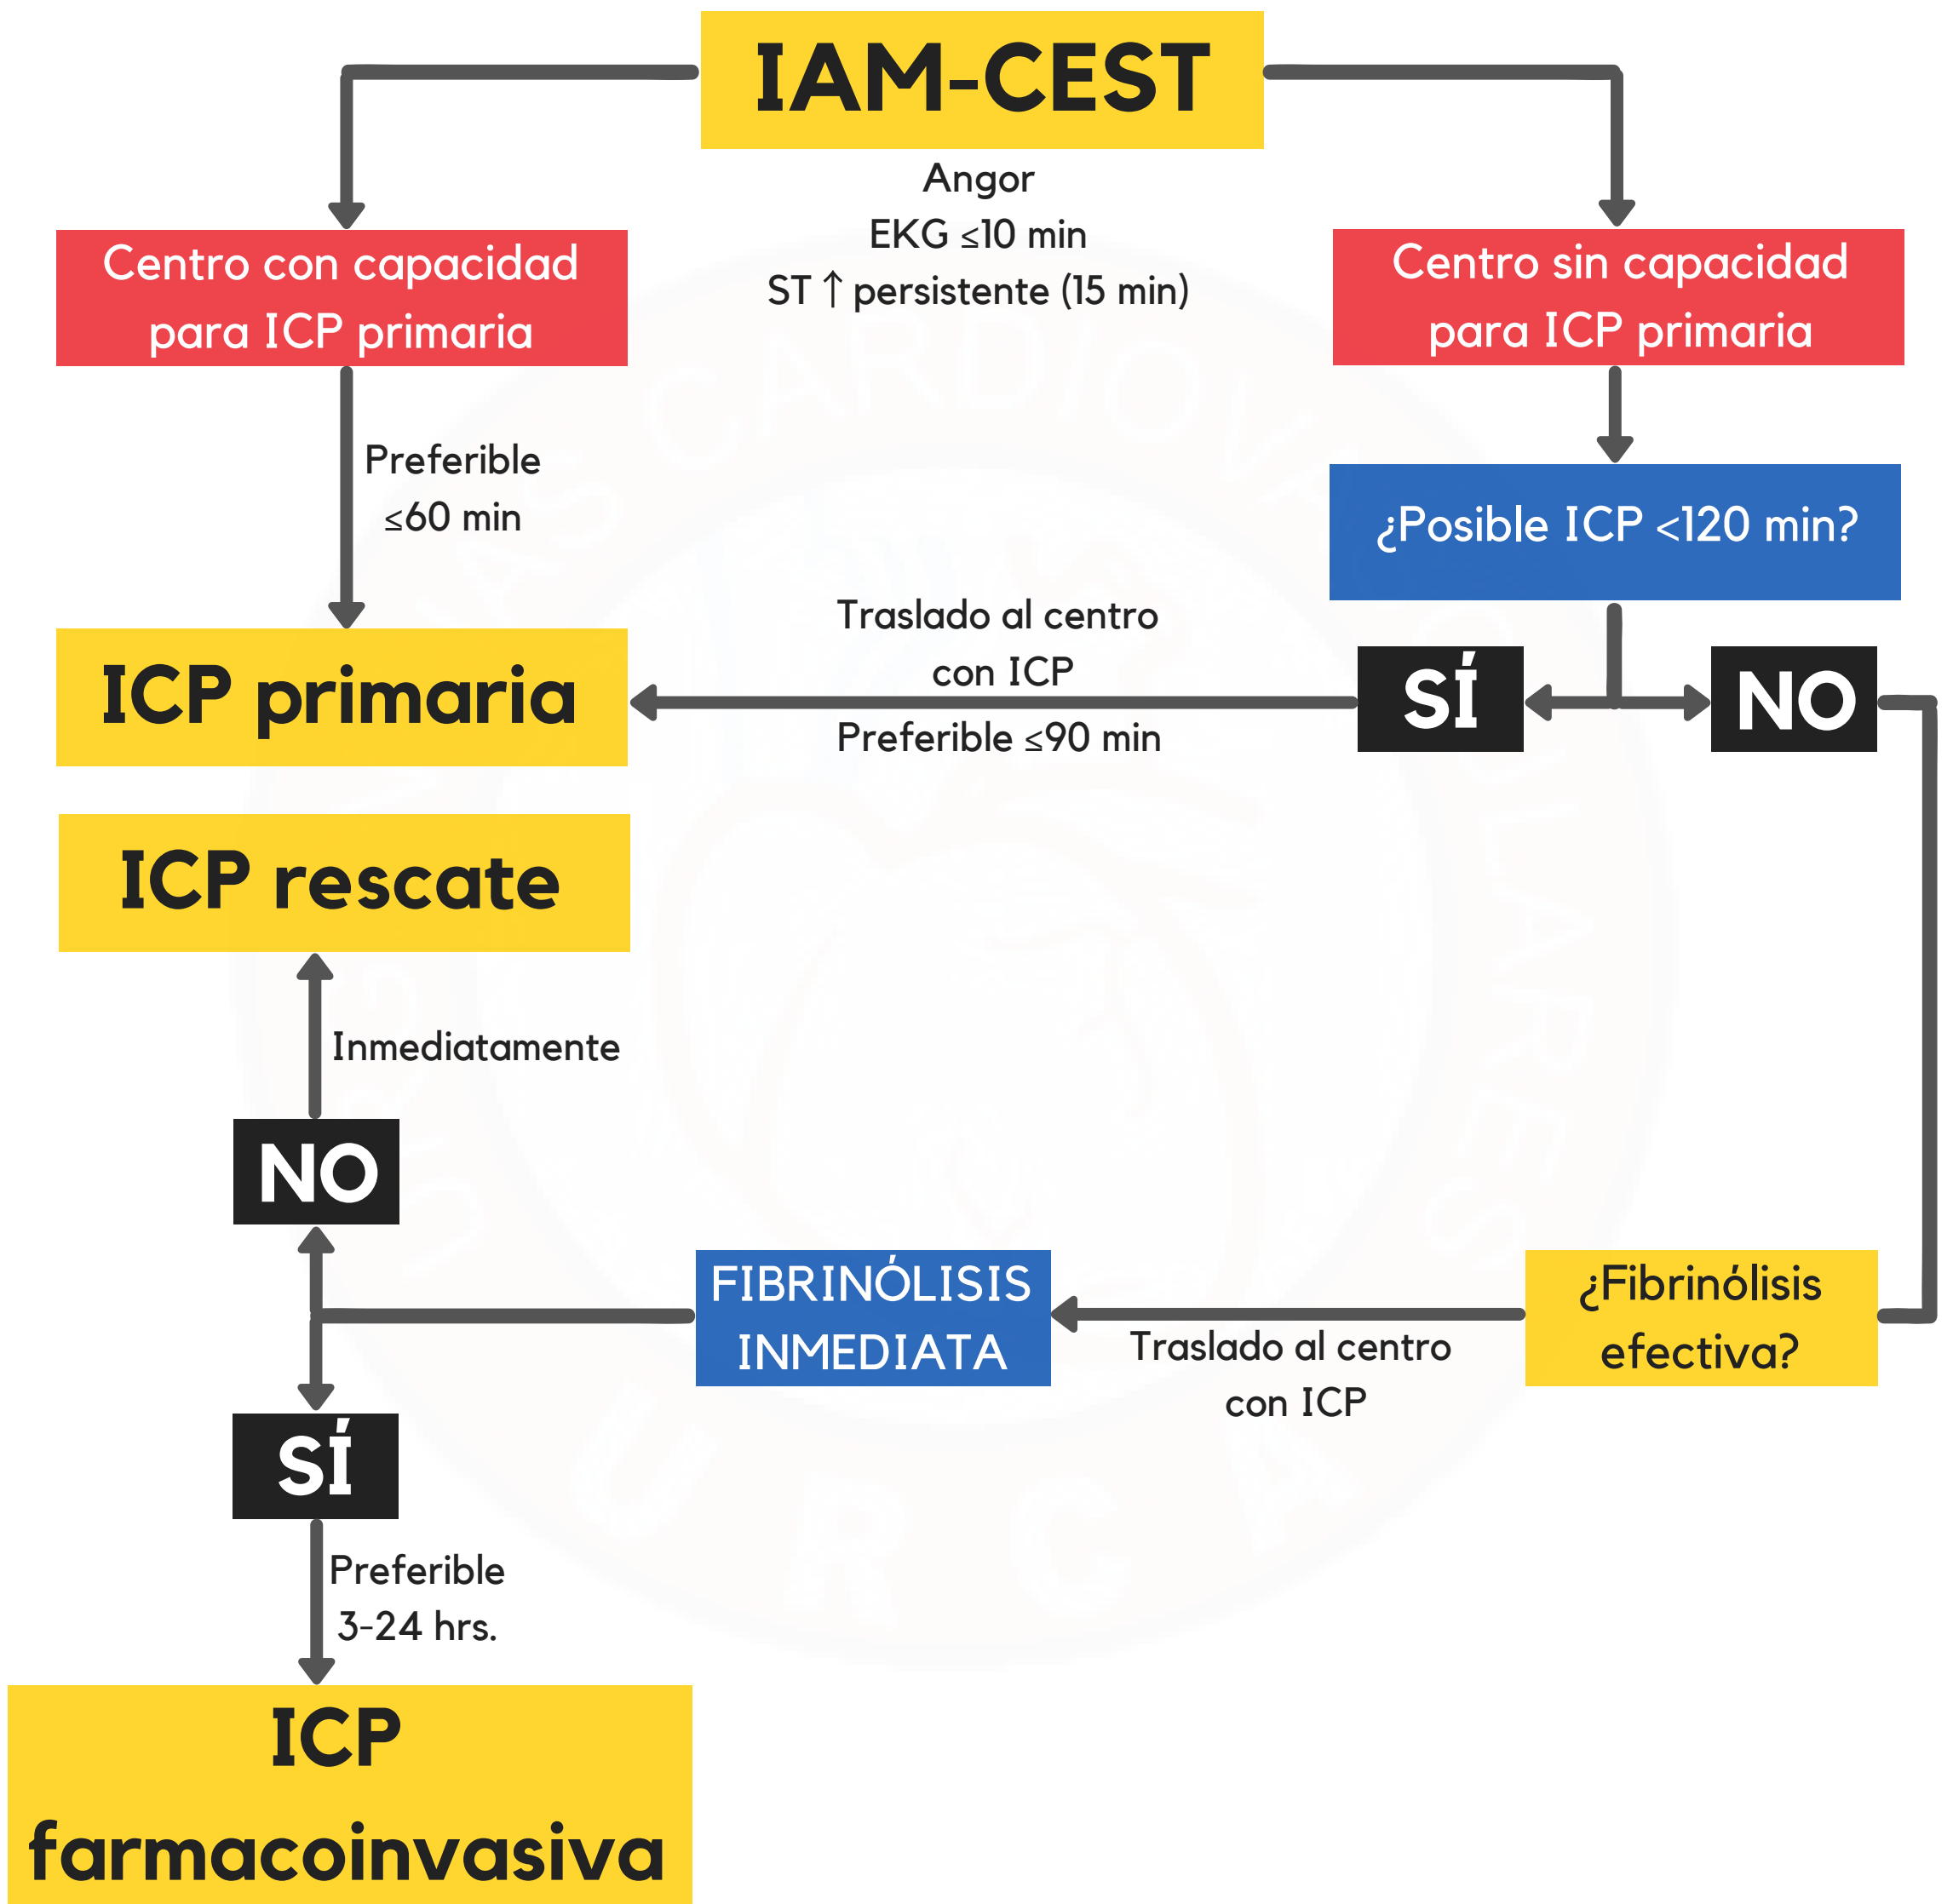 IAM-CEST
Angor
EKG ≤10 min
ST ↑ persistente (15 min)
Centro con capacidad
para ICP primaria
Centro sin capacidad
para ICP primaria
Preferible
≤60 min
¿Posible ICP <120 min?
Traslado al centro
con ICP
Preferible ≤90 min
SÍ
NO
ICP primaria
ICP rescate
Inmediatamente
NO
FIBRINÓLISIS
INMEDIATA
Traslado al centro
con ICP
¿Fibrinólisis
efectiva?
SÍ
Preferible
3-24 hrs.
ICP
farmacoinvasiva
URCA